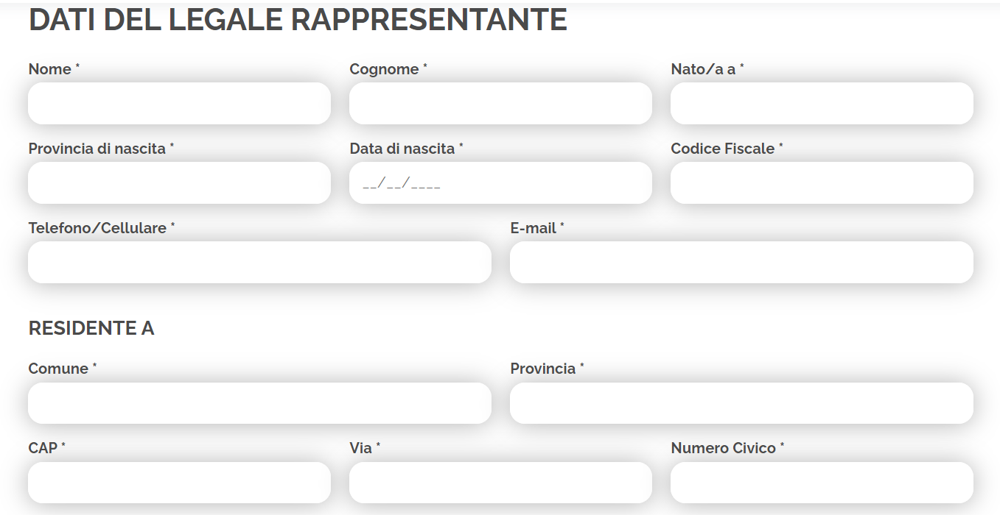 DATI DEL LEGALE RAPPRESENTANTE
Nome * Cognome * Nato/a a *
Provincia di nascita * Data di nascita * Codice Fiscale *
__/__/____
Telefono/Cellulare * E-mail *
RESIDENTE A
Comune * Provincia *
CAP * Via * Numero Civico *